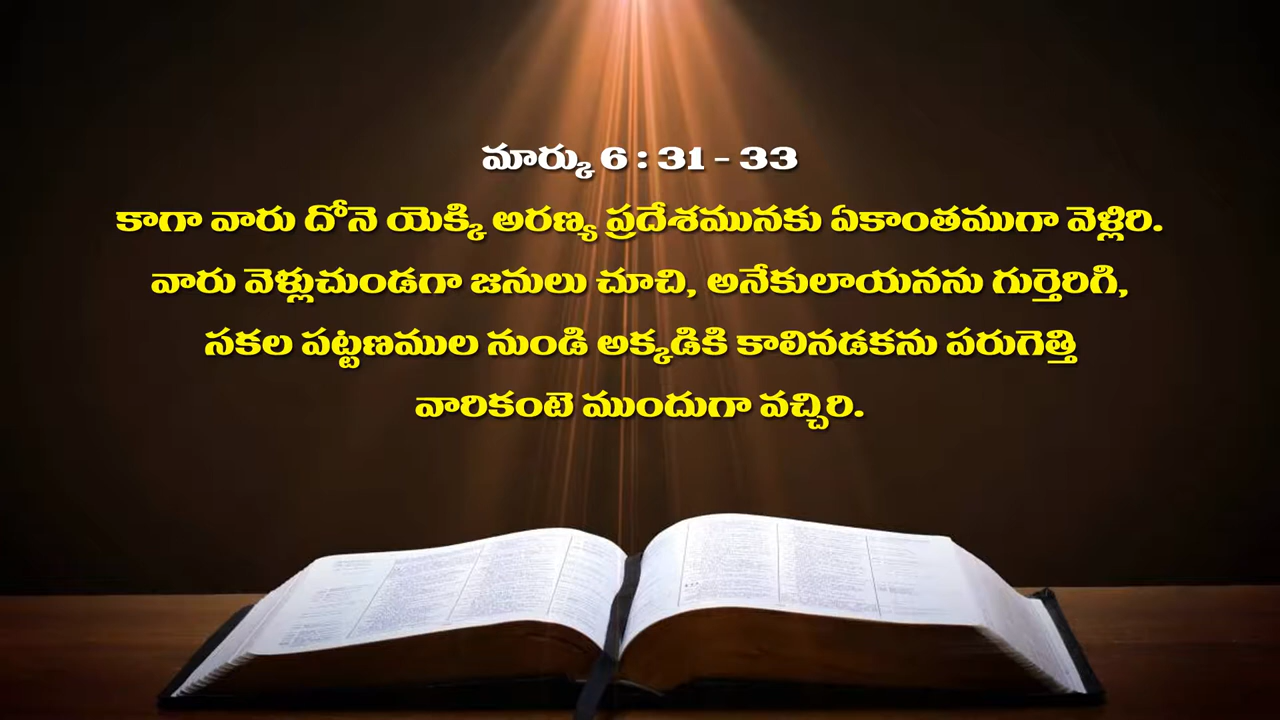 మార్కు 6 : 31 - 33
కాగా వారు దోనె యెక్కి అరణ్య ప్రదేశమునకు ఏకాంతముగా వెళ్లిరి.
వారు వెళ్లుచుండగా జనులు చూచి, అనేకులాయనను గుర్తెరిగి,
సకల పట్టణముల నుండి అక్కడికి కాలినడకను పరుగెత్తి
వారికంటె ముందుగా వచ్చిరి.